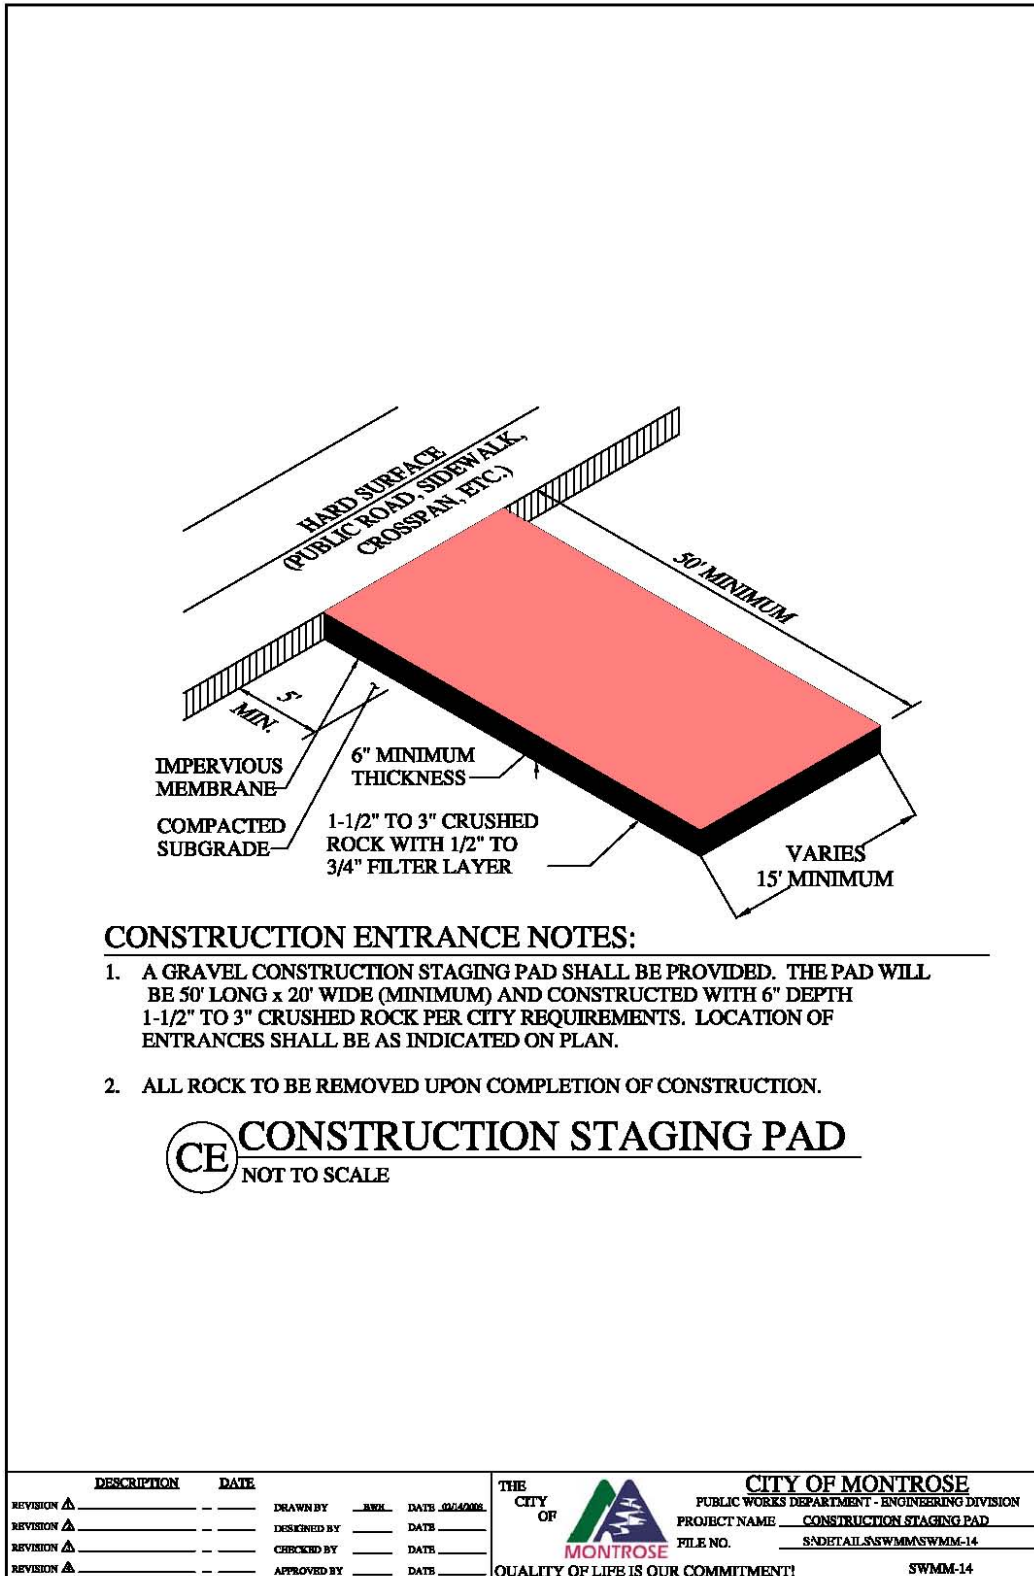 HARD SURFACE
(PUBLIC ROAD, SIDEWALK,
CROSSPAN, ETC.)
50' MINIMUM
5'
MIN.
IMPERVIOUS
MEMBRANE
6" MINIMUM
THICKNESS
COMPACTED
SUBGRADE
1-1/2" TO 3" CRUSHED
ROCK WITH 1/2" TO
3/4" FILTER LAYER
VARIES
15' MINIMUM
CONSTRUCTION ENTRANCE NOTES:
1. A GRAVEL CONSTRUCTION STAGING PAD SHALL BE PROVIDED. THE PAD WILL
BE 50' LONG x 20' WIDE (MINIMUM) AND CONSTRUCTED WITH 6" DEPTH
1-1/2" TO 3" CRUSHED ROCK PER CITY REQUIREMENTS. LOCATION OF
ENTRANCES SHALL BE AS INDICATED ON PLAN.
2. ALL ROCK TO BE REMOVED UPON COMPLETION OF CONSTRUCTION.
CE CONSTRUCTION STAGING PAD
NOT TO SCALE
DESCRIPTION DATE
REVISION
REVISION
REVISION
REVISION
DRAWN BY DATE
DESIGNED BY DATE
CHECKED BY DATE
APPROVED BY DATE
THE
CITY
OF
MONTROSE
QUALITY OF LIFE IS OUR COMMITMENT!
CITY OF MONTROSE
PUBLIC WORKS DEPARTMENT - ENGINEERING DIVISION
PROJECT NAME CONSTRUCTION STAGING PAD
FILE NO. S:\DETAILS\SWMM\SWMM-14
SWMM-14